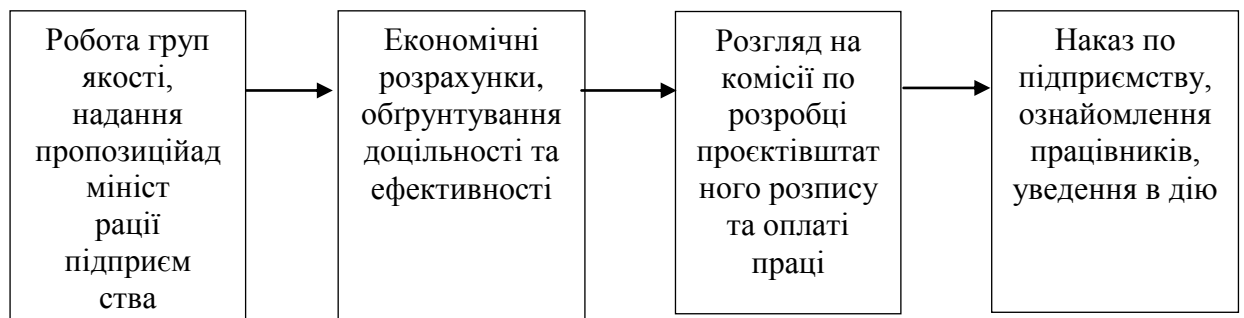 Робота груп
якості,
надання
пропозиційад
мініст
рації
підприєм
ства
Економічні
розрахунки,
обґрунтування
доцільності та
ефективності
Розгляд на
комісії по
розробці
проєктівштат
ного розпису
та оплаті
праці
Наказ по
підприємству,
ознайомлення
працівників,
уведення в дію